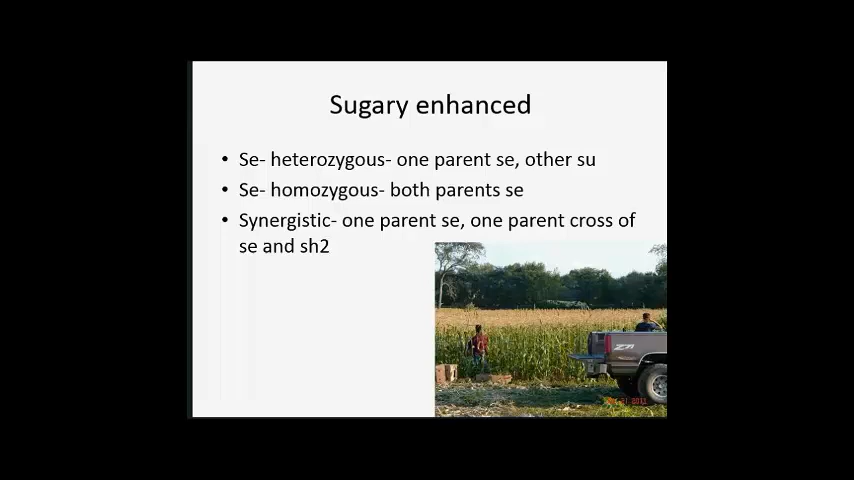 Sugary enhanced
• Se- heterozygous- one parent se, other su
• Se- homozygous- both parents se
• Synergistic- one parent se, one parent cross of
se and sh2
Z71